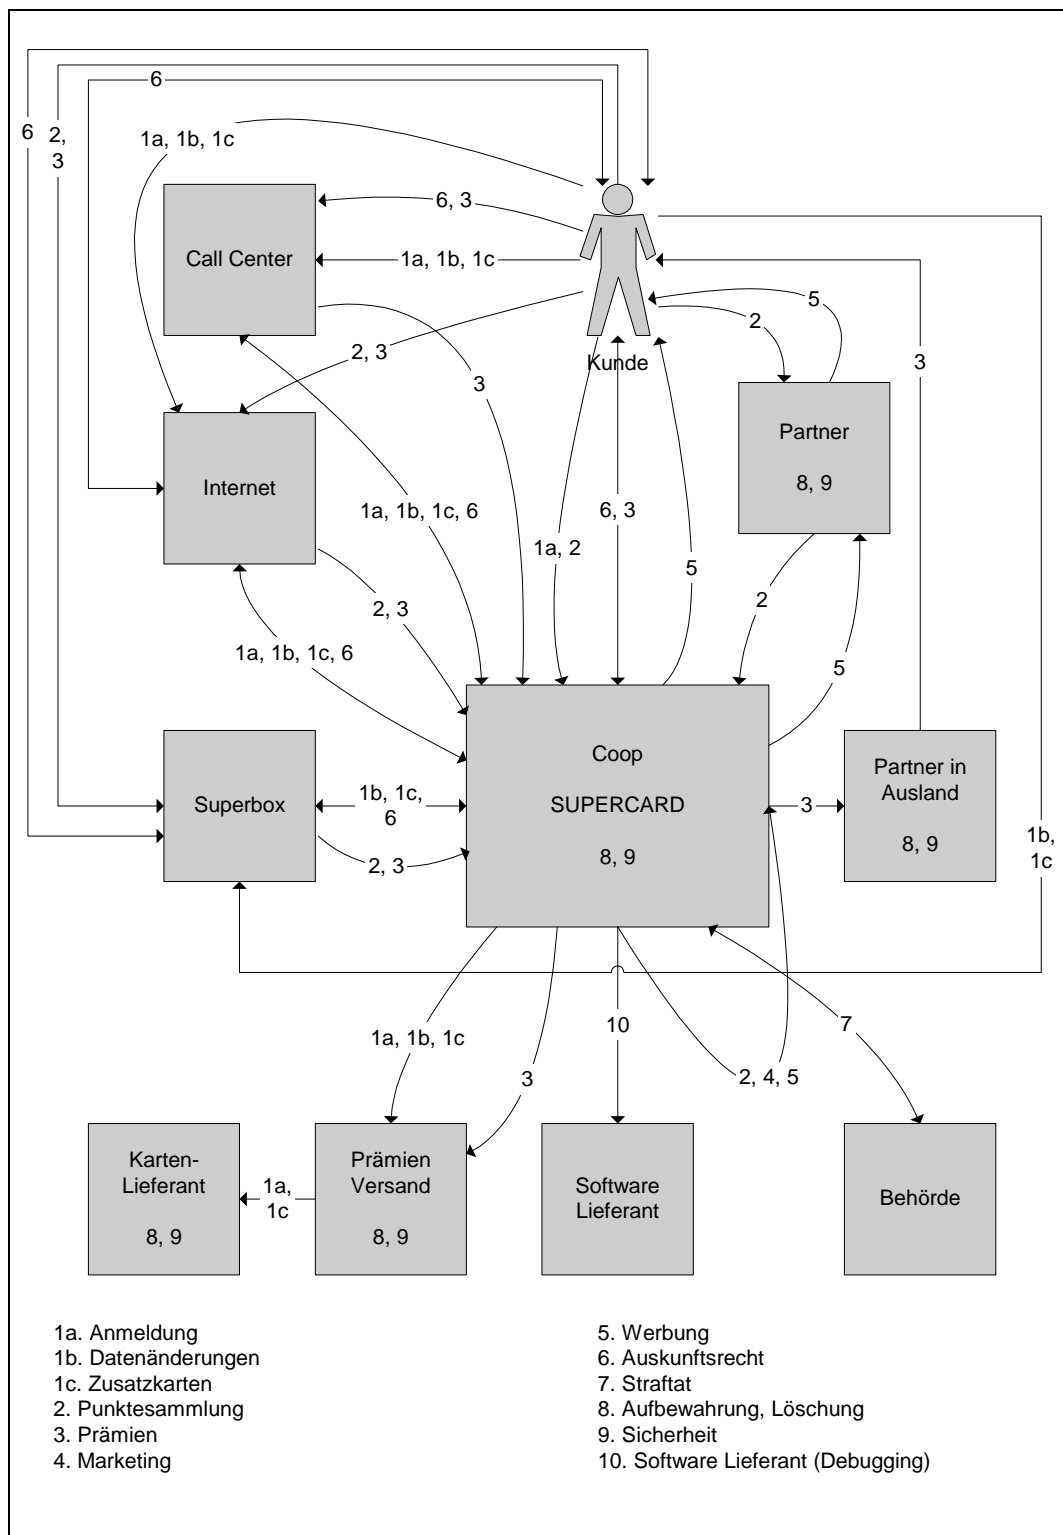 6
6
2,
3
1a, 1b, 1c
6, 3
Call Center
1a, 1b, 1c
5
2
2, 3
Kunde
3
3
Partner
8, 9
Internet
1a, 1b, 1c, 6
6, 3
1a, 2
5
2, 3
2
1a, 1b, 1c, 6
5
Coop
SUPERCARD
8, 9
Partner in
Ausland
8, 9
Superbox
1b, 1c,
6
3
2, 3
1b,
1c
10
7
1a, 1b, 1c
3
2, 4, 5
Karten-
Lieferant
8, 9
1a,
1c
Prämien
Versand
8, 9
Software
Lieferant
Behörde
1a. Anmeldung
1b. Datenänderungen
1c. Zusatzkarten
2. Punktesammlung
3. Prämien
4. Marketing
5. Werbung
6. Auskunftsrecht
7. Straftat
8. Aufbewahrung, Löschung
9. Sicherheit
10. Software Lieferant (Debugging)